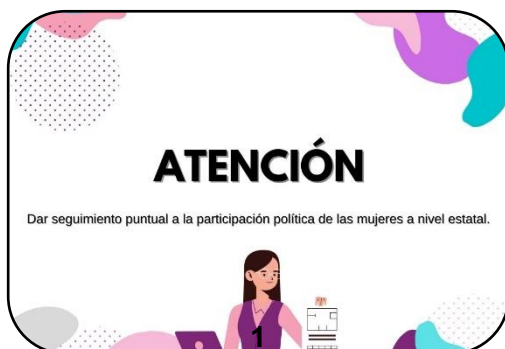 ATENCIÓN
Dar seguimiento puntual a la participación política de las mujeres a nivel estatal.
1